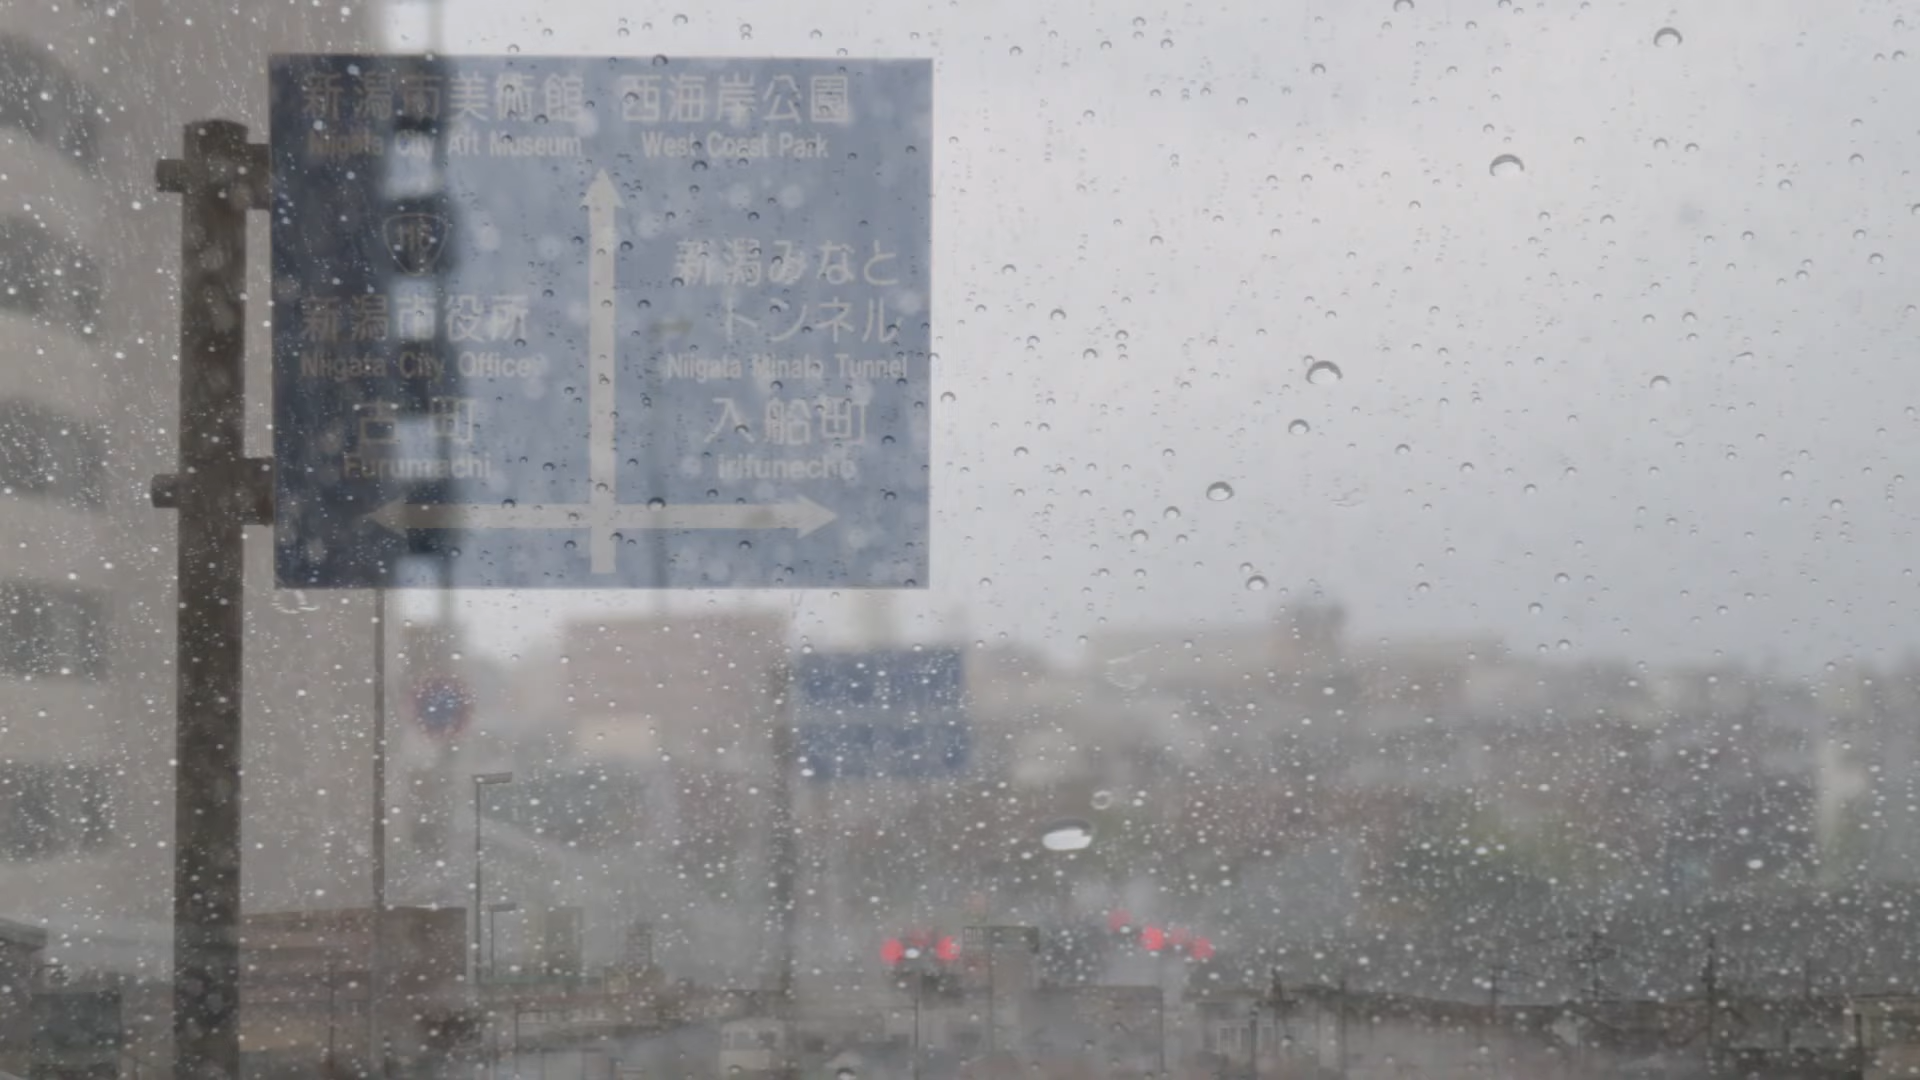 新潟市美術館 西海岸公園
Niigata City Art Museum West Coast Park
116
新潟みなと
トンネル
Niigata Minato Tunnel
新潟市役所
Niigata City Office
古町
Furumachi
入船町
Irifunecho